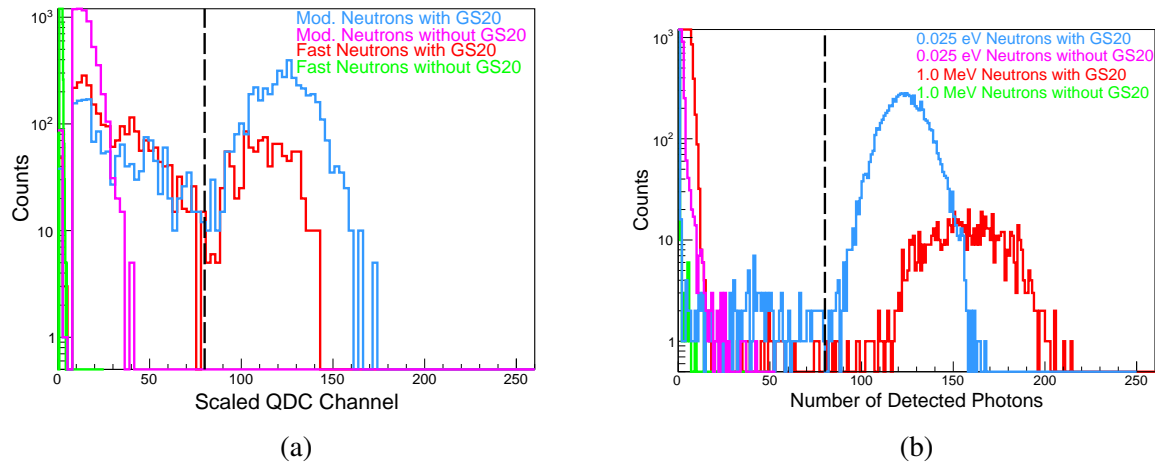 Mod. Neutrons with GS20
Mod. Neutrons without GS20
Fast Neutrons with GS20
Fast Neutrons without GS20
10³
10²
10
1
Counts
0 50 100 150 200 250
Scaled QDC Channel
(a)
0.025 eV Neutrons with GS20
0.025 eV Neutrons without GS20
1.0 MeV Neutrons with GS20
1.0 MeV Neutrons without GS20
10³
10²
10
1
Counts
0 50 100 150 200 250
Number of Detected Photons
(b)